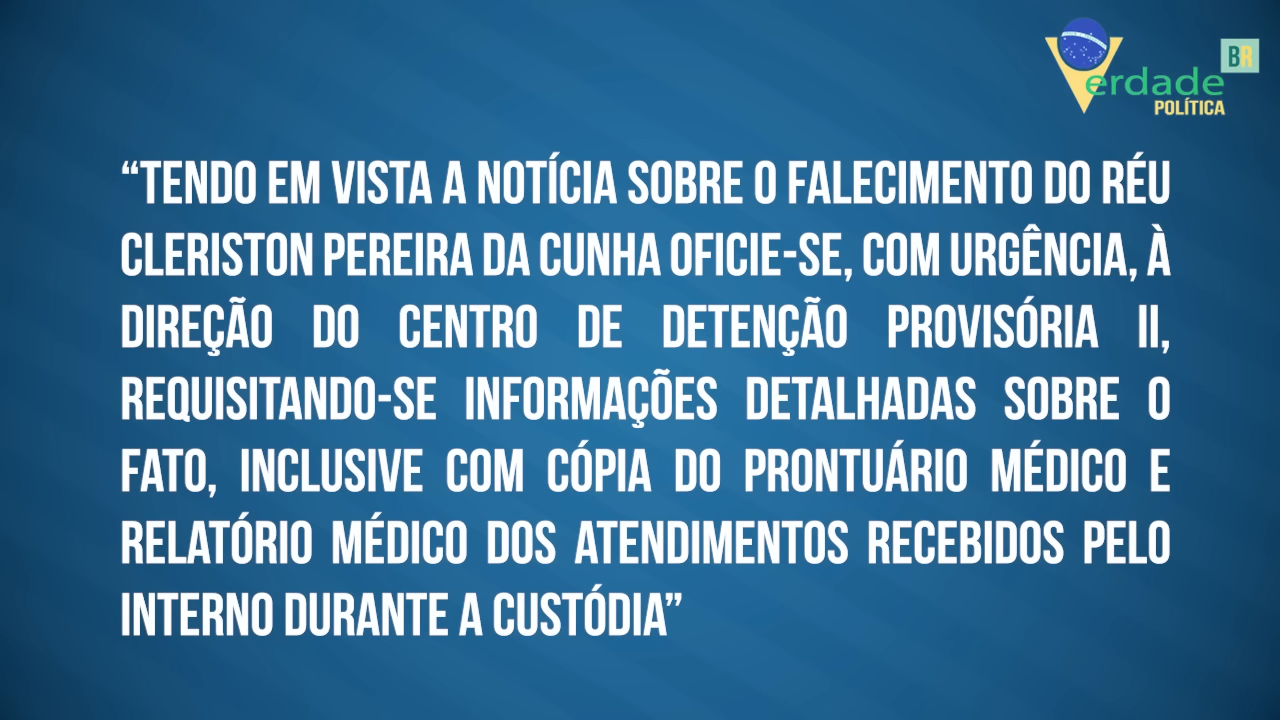 BR
Verdade
POLÍTICA
“TENDO EM VISTA A NOTÍCIA SOBRE O FALECIMENTO DO RÉU
CLERISTON PEREIRA DA CUNHA OFICIE-SE, COM URGÊNCIA, À
DIREÇÃO DO CENTRO DE DETENÇÃO PROVISÓRIA II,
REQUISITANDO-SE INFORMAÇÕES DETALHADAS SOBRE O
FATO, INCLUSIVE COM CÓPIA DO PRONTUÁRIO MÉDICO E
RELATÓRIO MÉDICO DOS ATENDIMENTOS RECEBIDOS PELO
INTERNO DURANTE A CUSTÓDIA”